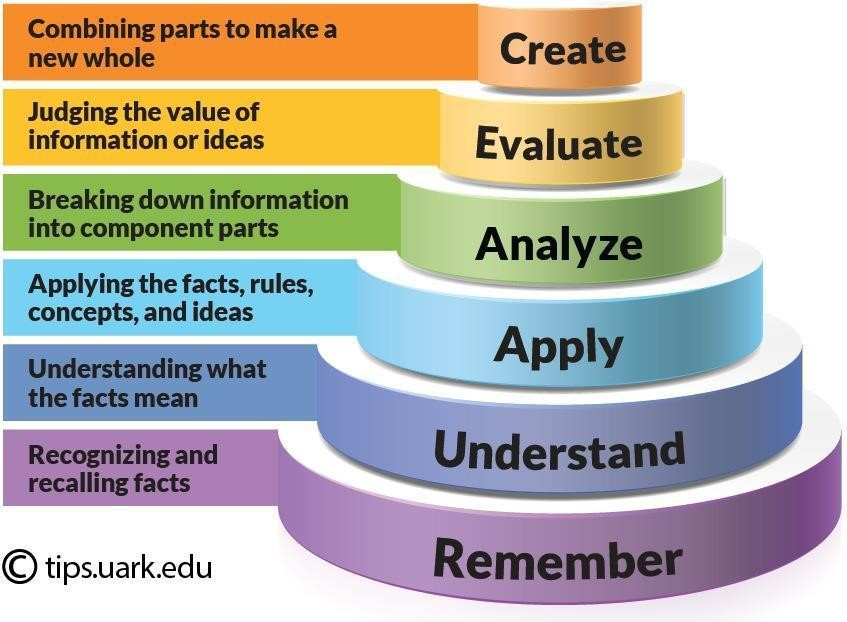 Combining parts to make a
new whole
Create
Judging the value of
information or ideas
Evaluate
Breaking down information
into component parts
Analyze
Applying the facts, rules,
concepts, and ideas
Apply
Understanding what
the facts mean
Understand
Recognizing and
recalling facts
Remember
© tips.uark.edu